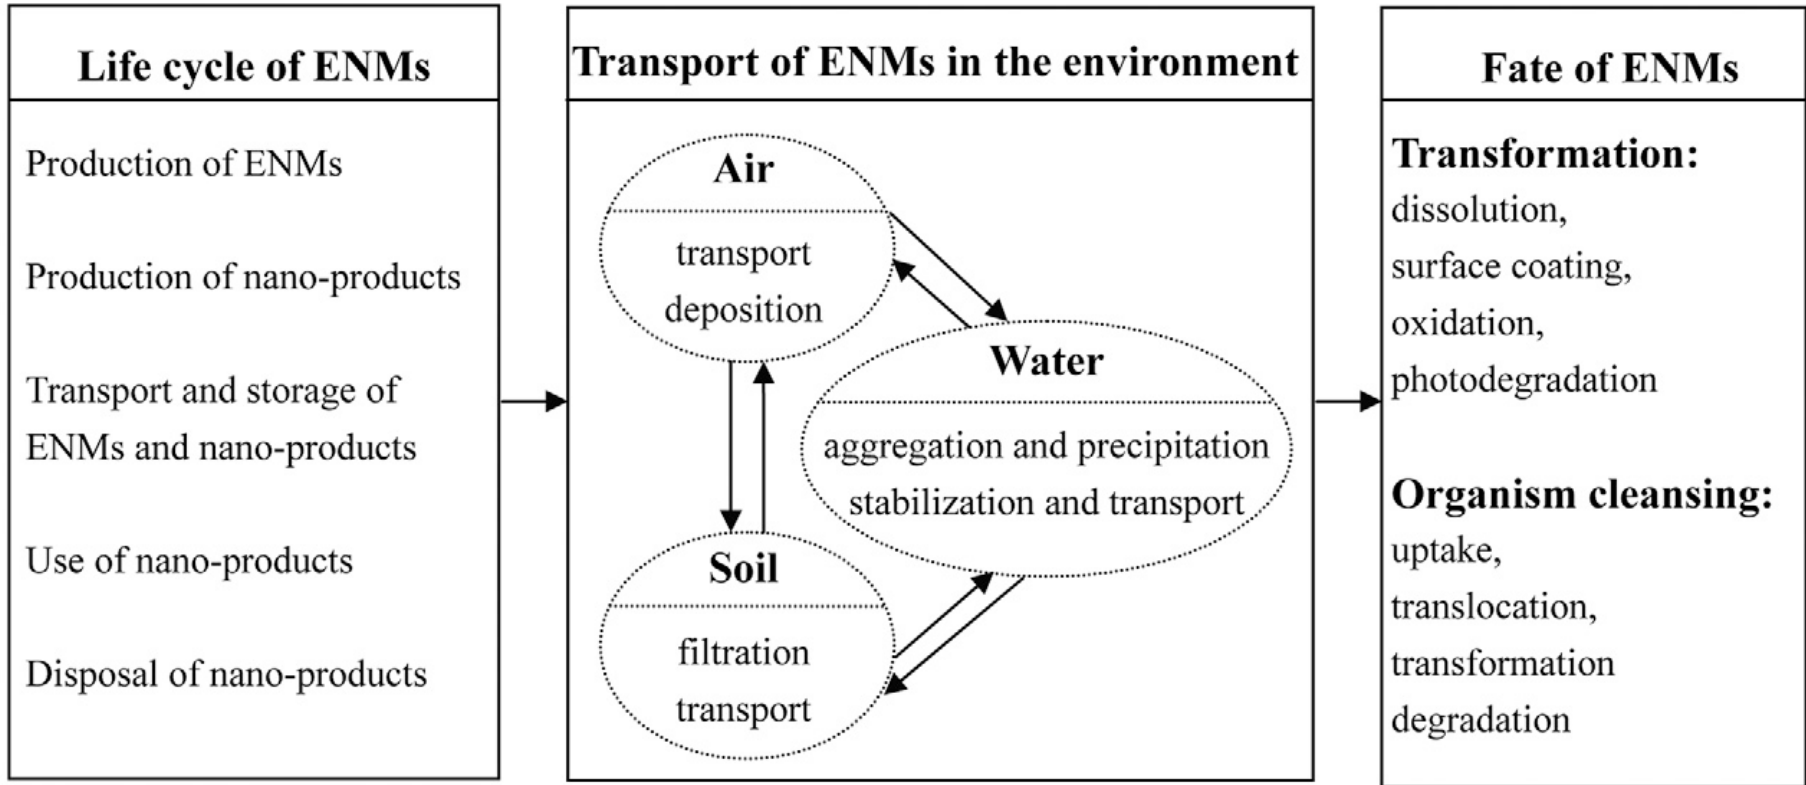 Life cycle of ENMs
Production of ENMs
Production of nano-products
Transport and storage of
ENMs and nano-products
Use of nano-products
Disposal of nano-products
Transport of ENMs in the environment
Air
transport
deposition
Water
aggregation and precipitation
stabilization and transport
Soil
filtration
transport
Fate of ENMs
Transformation:
dissolution,
surface coating,
oxidation,
photodegradation
Organism cleansing:
uptake,
translocation,
transformation
degradation